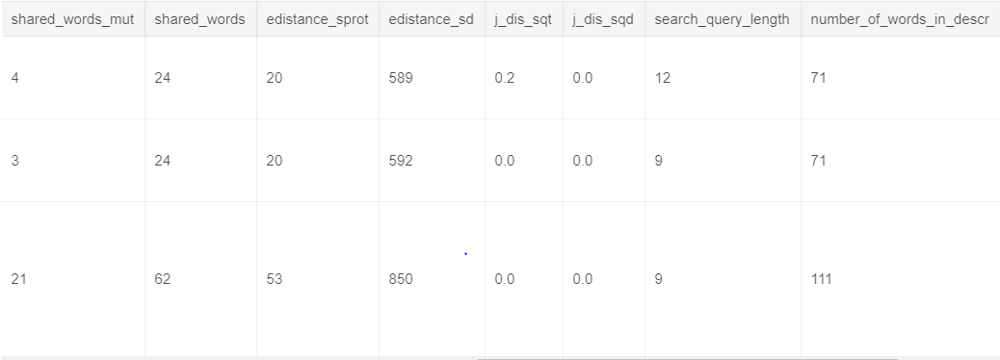 shared_words_mut shared_words edistance_sprot edistance_sd j_dis_sqt j_dis_sqd search_query_length number_of_words_in_descr
4 24 20 589 0.2 0.0 12 71
3 24 20 592 0.0 0.0 9 71
21 62 53 850 0.0 0.0 9 111